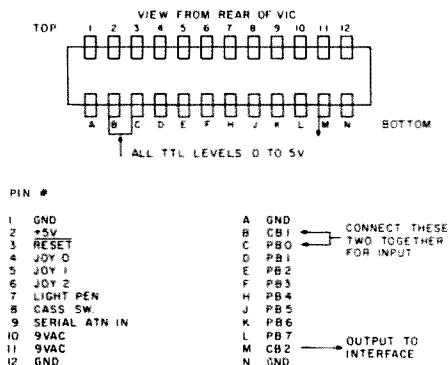 VIEW FROM REAR OF VIC
TOP
1 2 3 4 5 6 7 8 9 10 11 12
A B C D E F H J K L M N
BOTTOM
ALL TTL LEVELS 0 TO 5V
PIN #
1 GND
2 +5V
3 RESET
4 JOY 0
5 JOY 1
6 JOY 2
7 LIGHT PEN
8 CASS SW.
9 SERIAL ATN IN
10 9VAC
11 9VAC
12 GND
A GND
B CB1
C PB0
D PB1
E PB2
F PB3
H PB4
J PB5
K PB6
L PB7
M CB2
N GND
CONNECT THESE
TWO TOGETHER
FOR INPUT
OUTPUT TO
INTERFACE